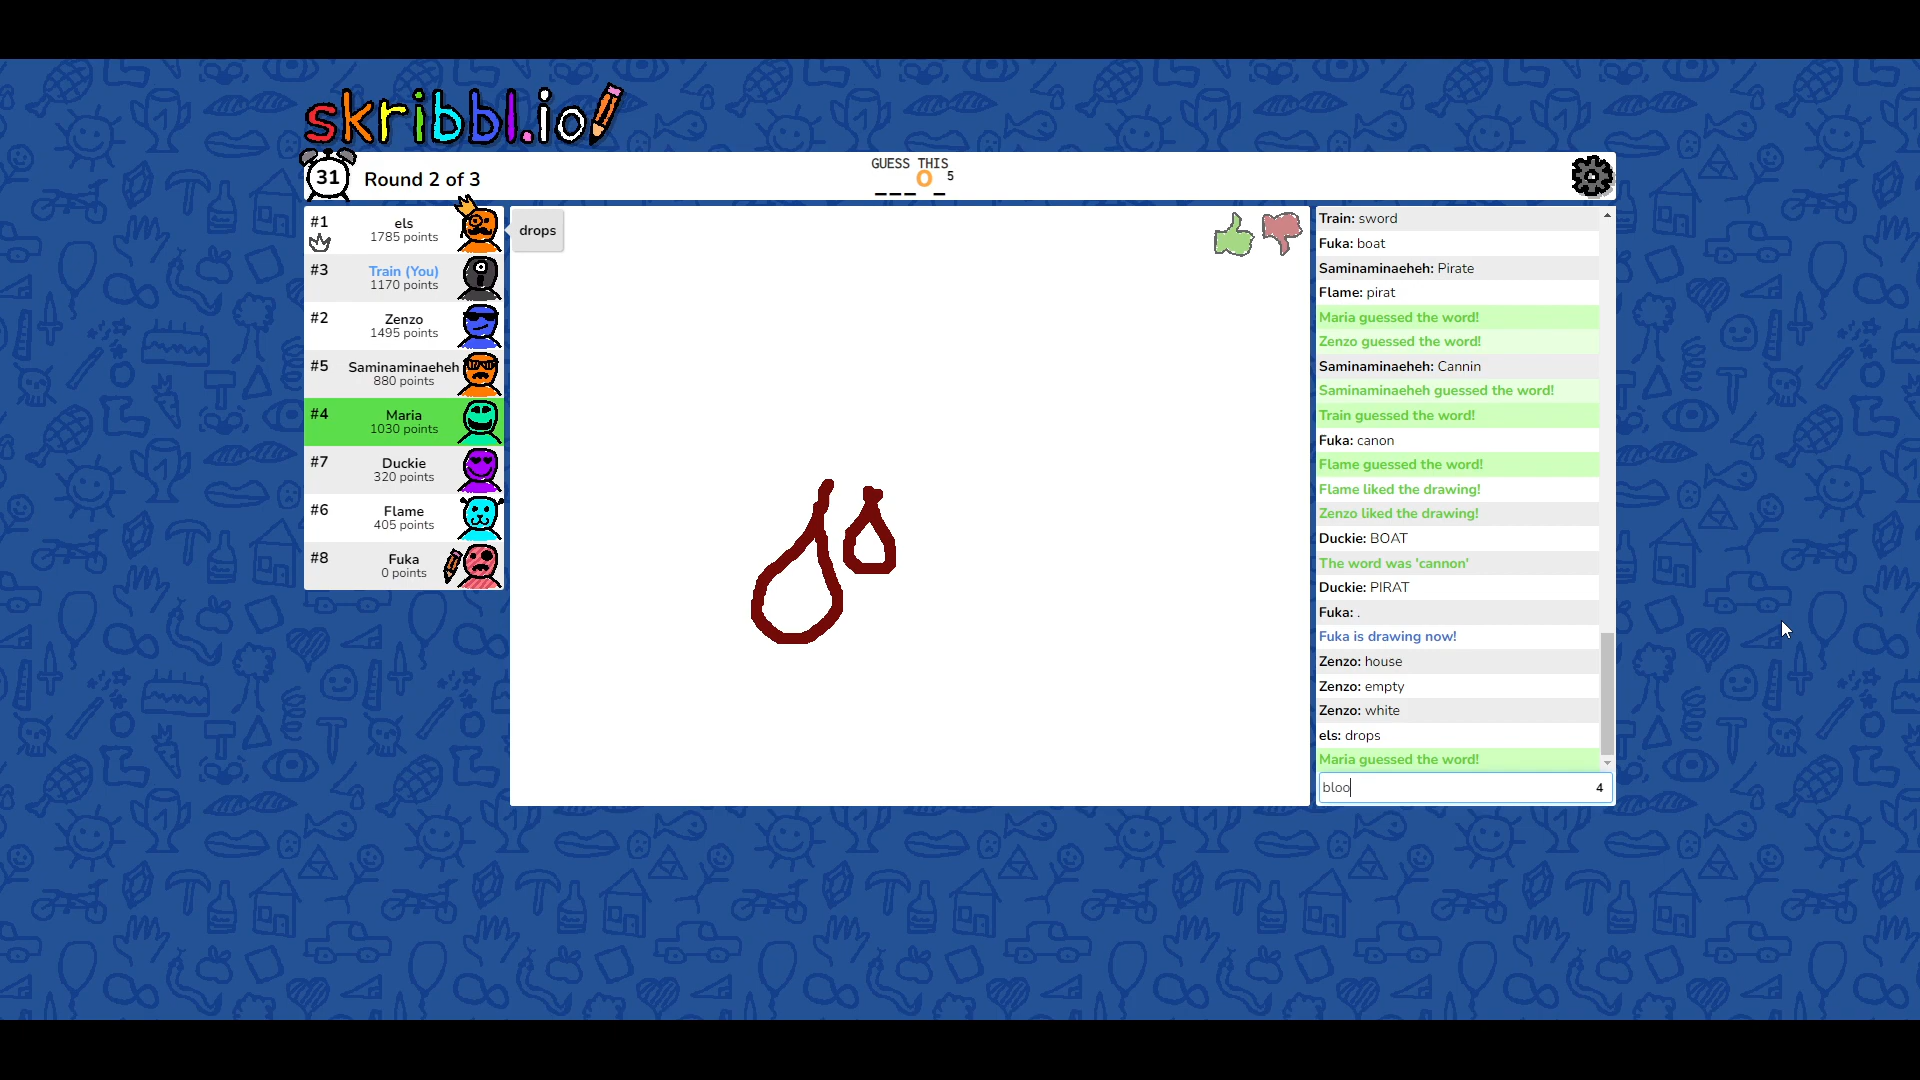 skribbl.io
31
Round 2 of 3
GUESS THIS
_ _ _ O _ 5
#1
els
1785 points
#3
Train (You)
1170 points
#2
Zenzo
1495 points
#5
Saminaminaeheh
880 points
#4
Maria
1030 points
#7
Duckie
320 points
#6
Flame
405 points
#8
Fuka
0 points
drops
Train: sword
Fuka: boat
Saminaminaeheh: Pirate
Flame: pirat
Maria guessed the word!
Zenzo guessed the word!
Saminaminaeheh: Cannin
Saminaminaeheh guessed the word!
Train guessed the word!
Fuka: canon
Flame guessed the word!
Flame liked the drawing!
Zenzo liked the drawing!
Duckie: BOAT
The word was 'cannon'
Duckie: PIRAT
Fuka: .
Fuka is drawing now!
Zenzo: house
Zenzo: empty
Zenzo: white
els: drops
Maria guessed the word!
bloo
4